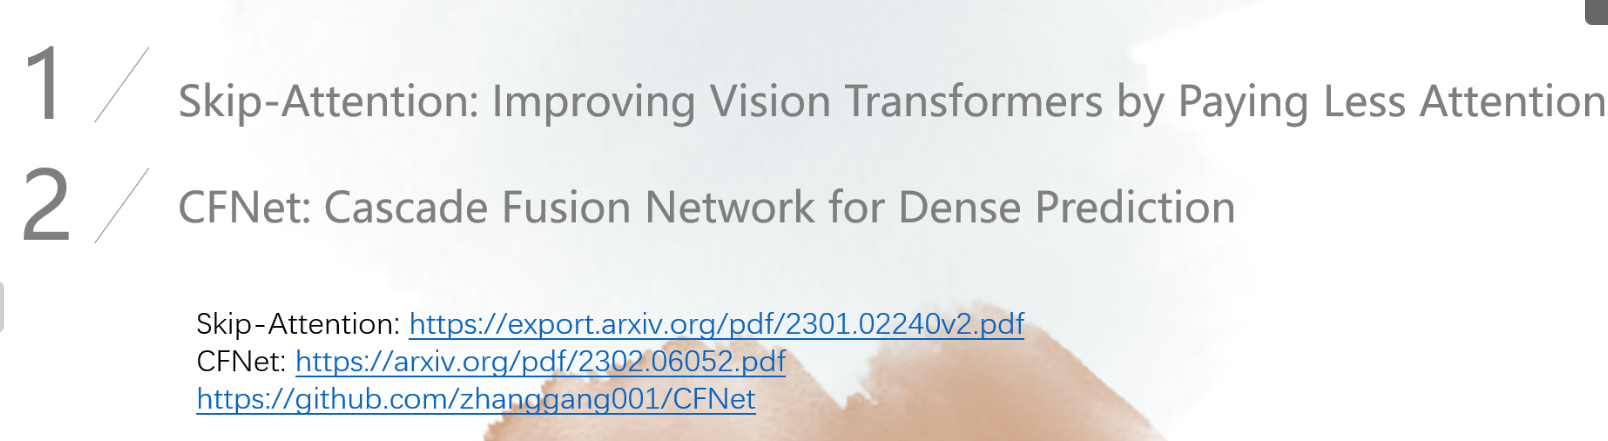 1 Skip-Attention: Improving Vision Transformers by Paying Less Attention
2 CFNet: Cascade Fusion Network for Dense Prediction
Skip-Attention: https://export.arxiv.org/pdf/2301.02240v2.pdf
CFNet: https://arxiv.org/pdf/2302.06052.pdf
https://github.com/zhanggang001/CFNet